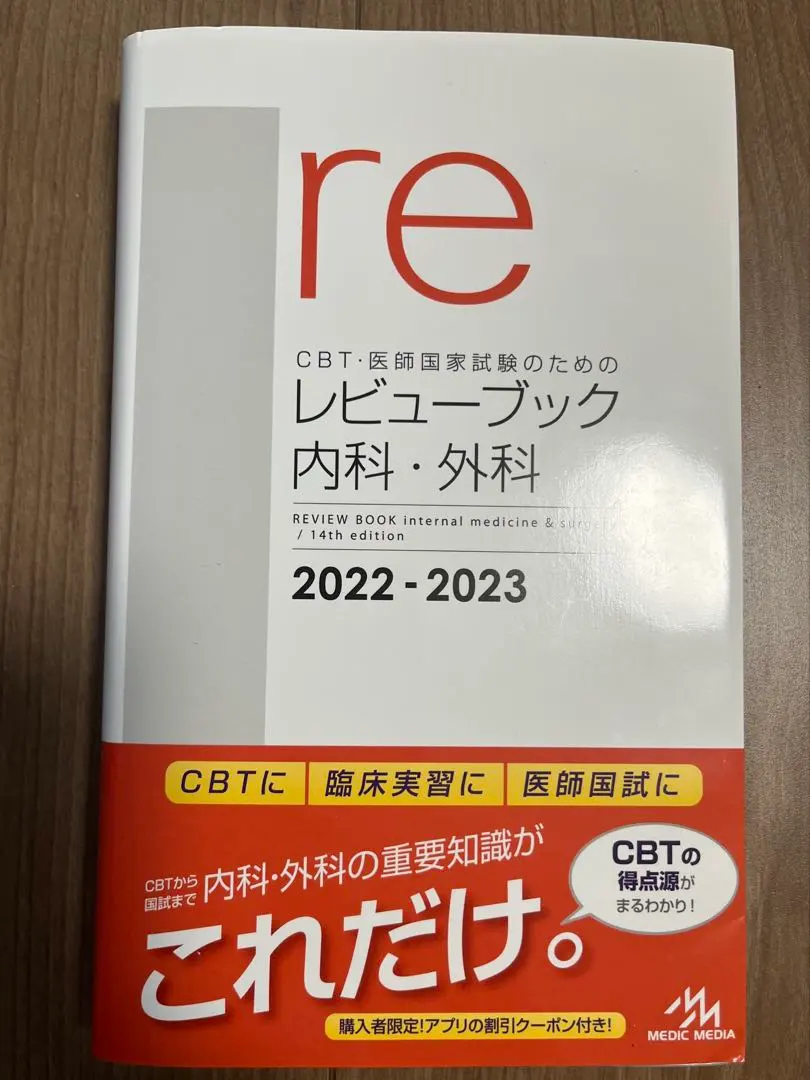 re
CBT・医師国家試験のための
レビューブック
内科・外科
REVIEW BOOK internal medicine & surgery
/ 14th edition
2022-2023
CBTに 臨床実習に 医師国試に
CBTから
国試まで
内科・外科の重要知識が
これだけ。
CBTの
得点源が
まるわかり!
購入者限定!アプリの割引クーポン付き!
MEDIC MEDIA